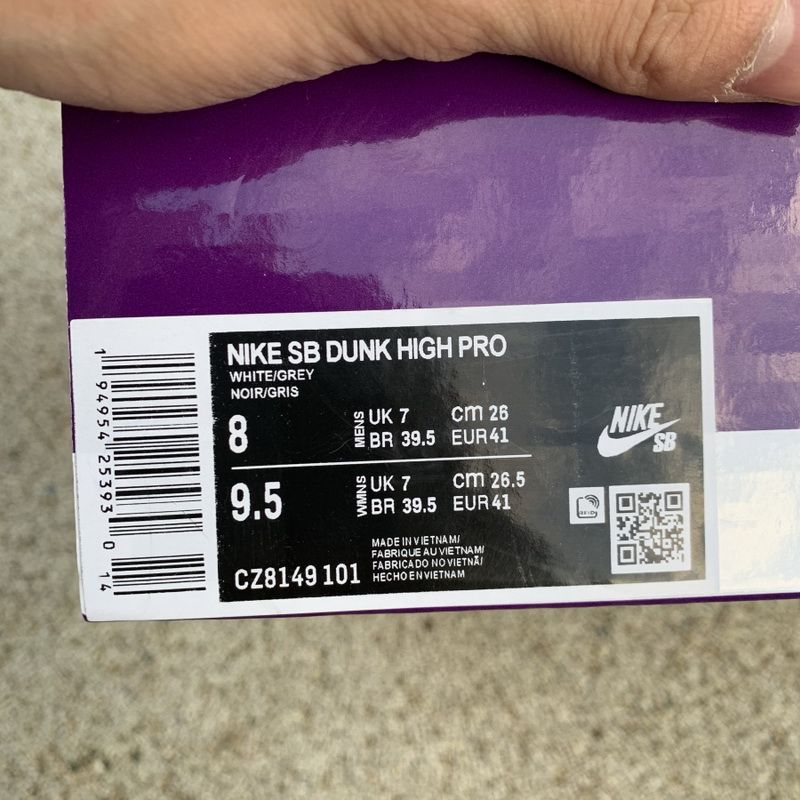 NIKE SB DUNK HIGH PRO
WHITE/GREY
NOIR/GRIS
8 MENS UK 7 cm 26
BR 39.5 EUR 41
9.5 WMNS UK 7 cm 26.5
BR 39.5 EUR 41
CZ8149 101
MADE IN VIETNAM/
FABRIQUE AU VIETNAM/
FABRICADO NO VIETNÃ/
HECHO EN VIETNAM
NIKE
SB
1 94954 25393 0 14